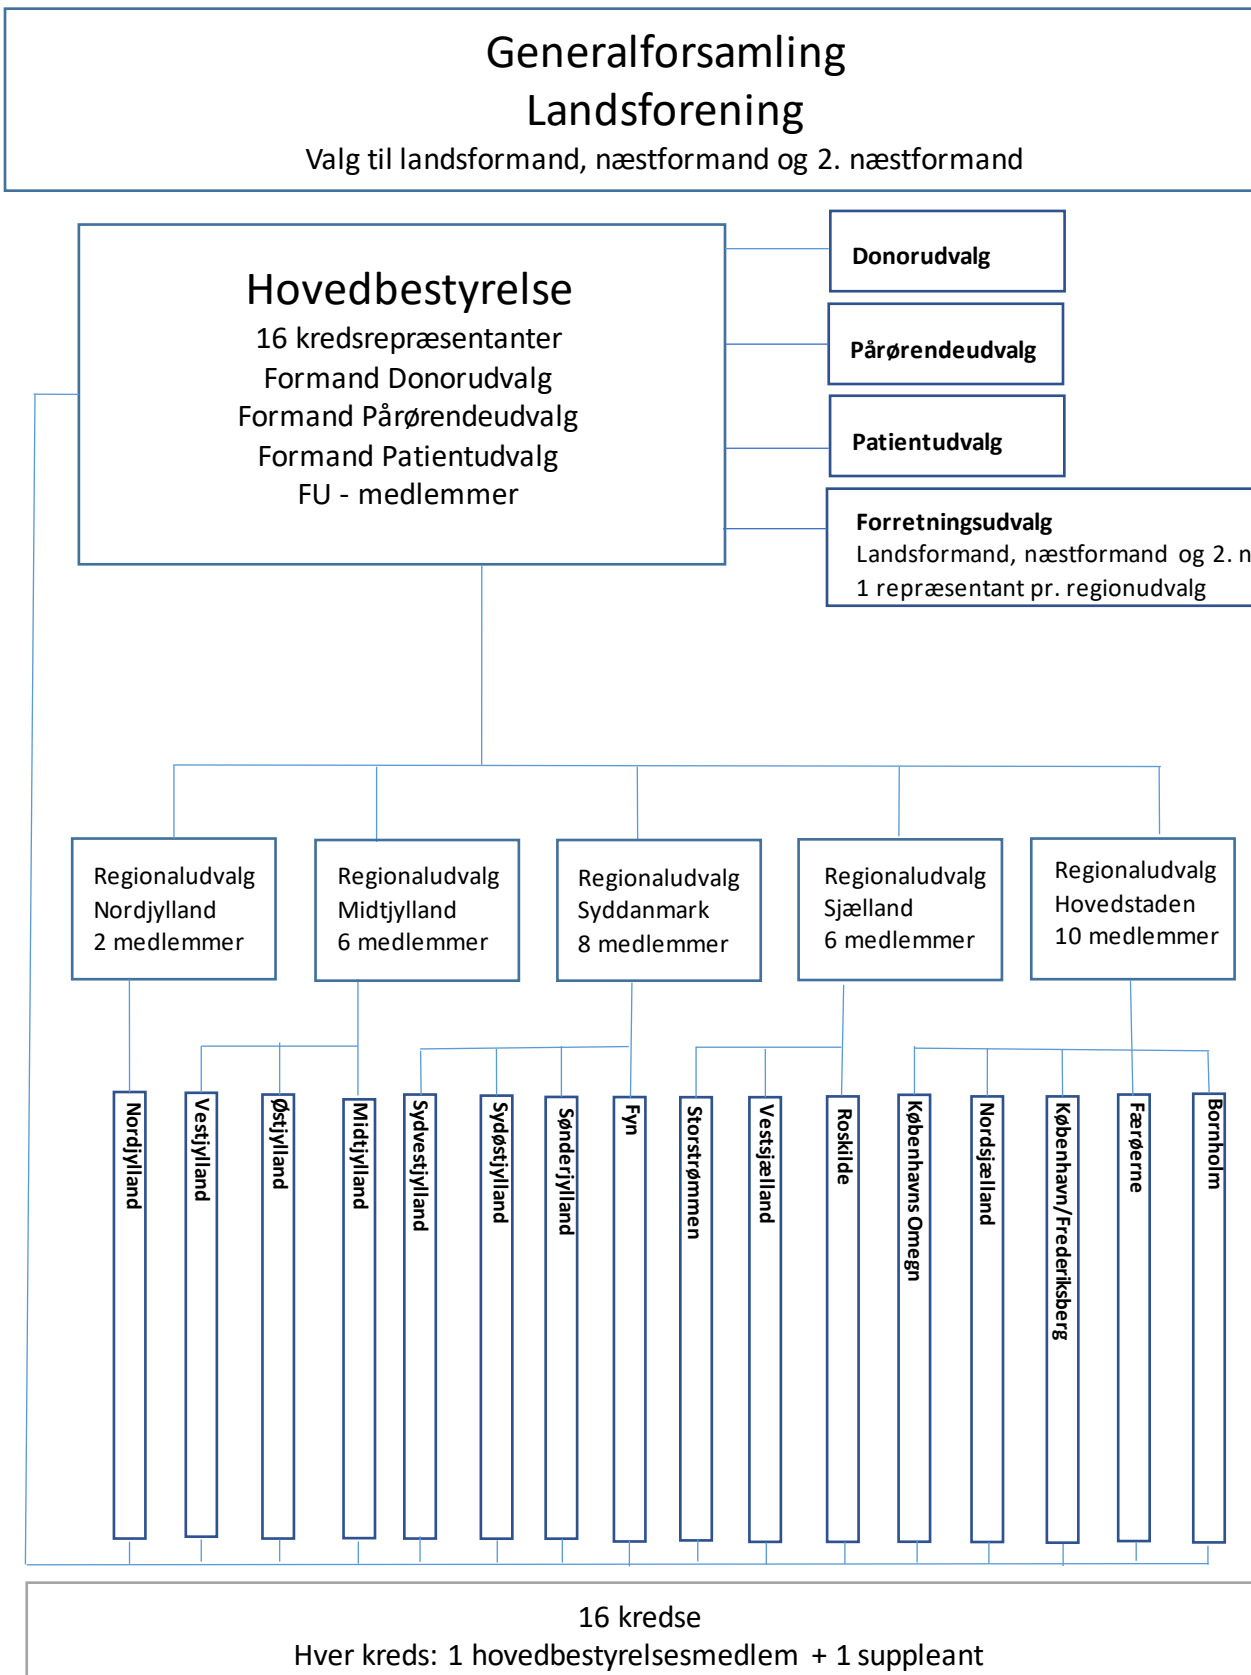 Generalforsamling
Landsforening
Valg til landsformand, næstformand og 2. næstformand
Hovedbestyrelse
16 kredsrepræsentanter
Formand Donorudvalg
Formand Pårørendeudvalg
Formand Patientudvalg
FU - medlemmer
Donorudvalg
Pårørendeudvalg
Patientudvalg
Forretningsudvalg
Landsformand, næstformand og 2. n
1 repræsentant pr. regionudvalg
Regionaludvalg
Nordjylland
2 medlemmer
Regionaludvalg
Midtjylland
6 medlemmer
Regionaludvalg
Syddanmark
8 medlemmer
Regionaludvalg
Sjælland
6 medlemmer
Regionaludvalg
Hovedstaden
10 medlemmer
Nordjylland
Vestjylland
Østjylland
Midtjylland
Sydvestjylland
Sydøstjylland
Sønderjylland
Fyn
Storstrømmen
Vestsjælland
Roskilde
Københavns Omegn
Nordsjælland
København/Frederiksberg
Færøerne
Bornholm
16 kredse
Hver kreds: 1 hovedbestyrelsesmedlem + 1 suppleant